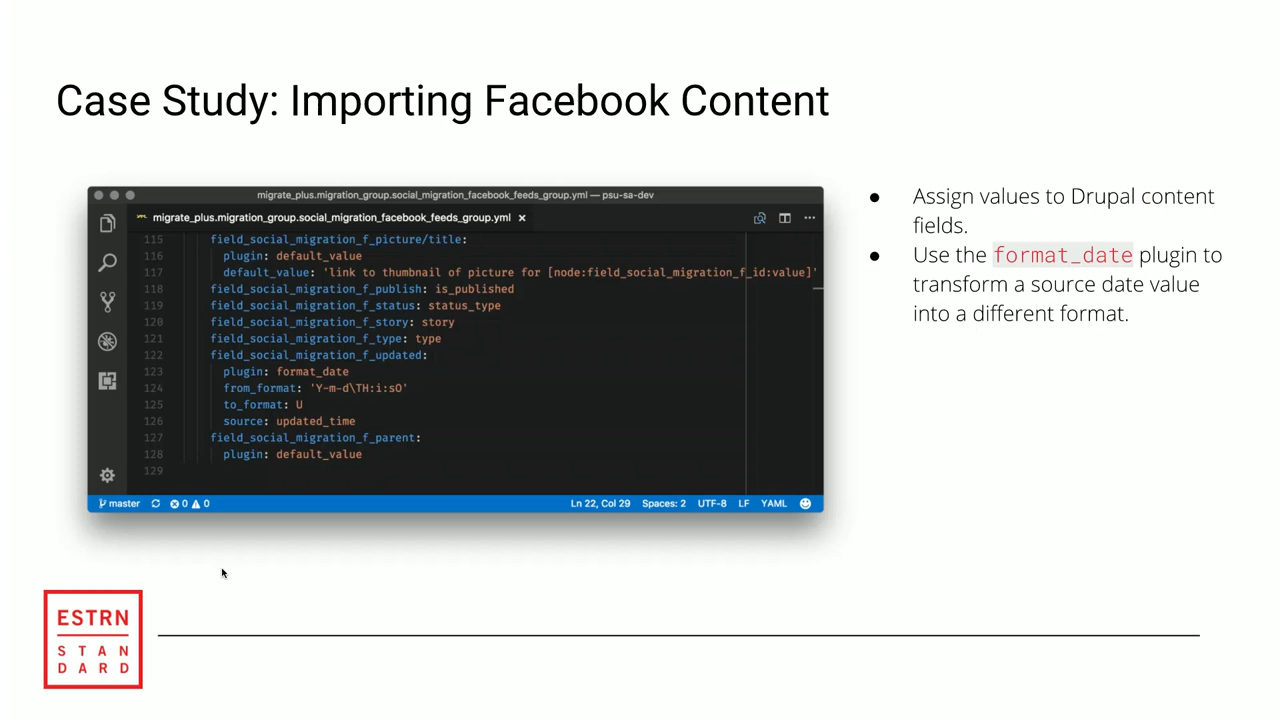 Case Study: Importing Facebook Content
migrate_plus.migration_group.social_migration_facebook_feeds_group.yml — psu-sa-dev
migrate_plus.migration_group.social_migration_facebook_feeds_group.yml ×
115 field_social_migration_f_picture/title:
116 plugin: default_value
117 default_value: 'link to thumbnail of picture for [node:field_social_migration_f_id:value]'
118 field_social_migration_f_publish: is_published
119 field_social_migration_f_status: status_type
120 field_social_migration_f_story: story
121 field_social_migration_f_type: type
122 field_social_migration_f_updated:
123 plugin: format_date
124 from_format: 'Y-m-d\TH:i:sO'
125 to_format: U
126 source: updated_time
127 field_social_migration_f_parent:
128 plugin: default_value
129
master 0 0 Ln 22, Col 29 Spaces: 2 UTF-8 LF YAML
● Assign values to Drupal content
fields.
● Use the format_date plugin to
transform a source date value
into a different format.
ESTRN
STAN
DARD